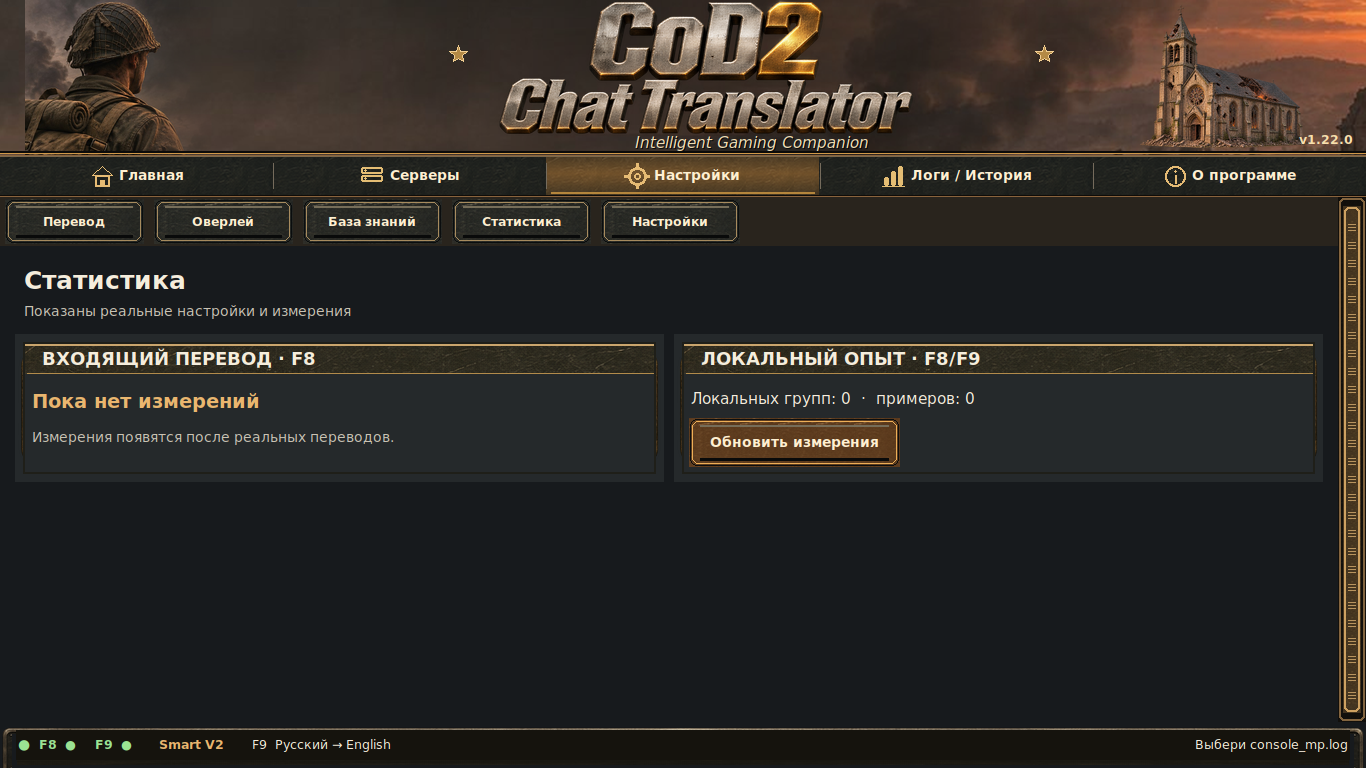 CoD2
Chat Translator
Intelligent Gaming Companion
v1.22.0
Главная Серверы Настройки Логи / История О программе
Перевод Оверлей База знаний Статистика Настройки
Статистика
Показаны реальные настройки и измерения
ВХОДЯЩИЙ ПЕРЕВОД · F8
Пока нет измерений
Измерения появятся после реальных переводов.
ЛОКАЛЬНЫЙ ОПЫТ · F8/F9
Локальных групп: 0 · примеров: 0
Обновить измерения
● F8 ● F9 ● Smart V2 F9 Русский → English Выбери console_mp.log